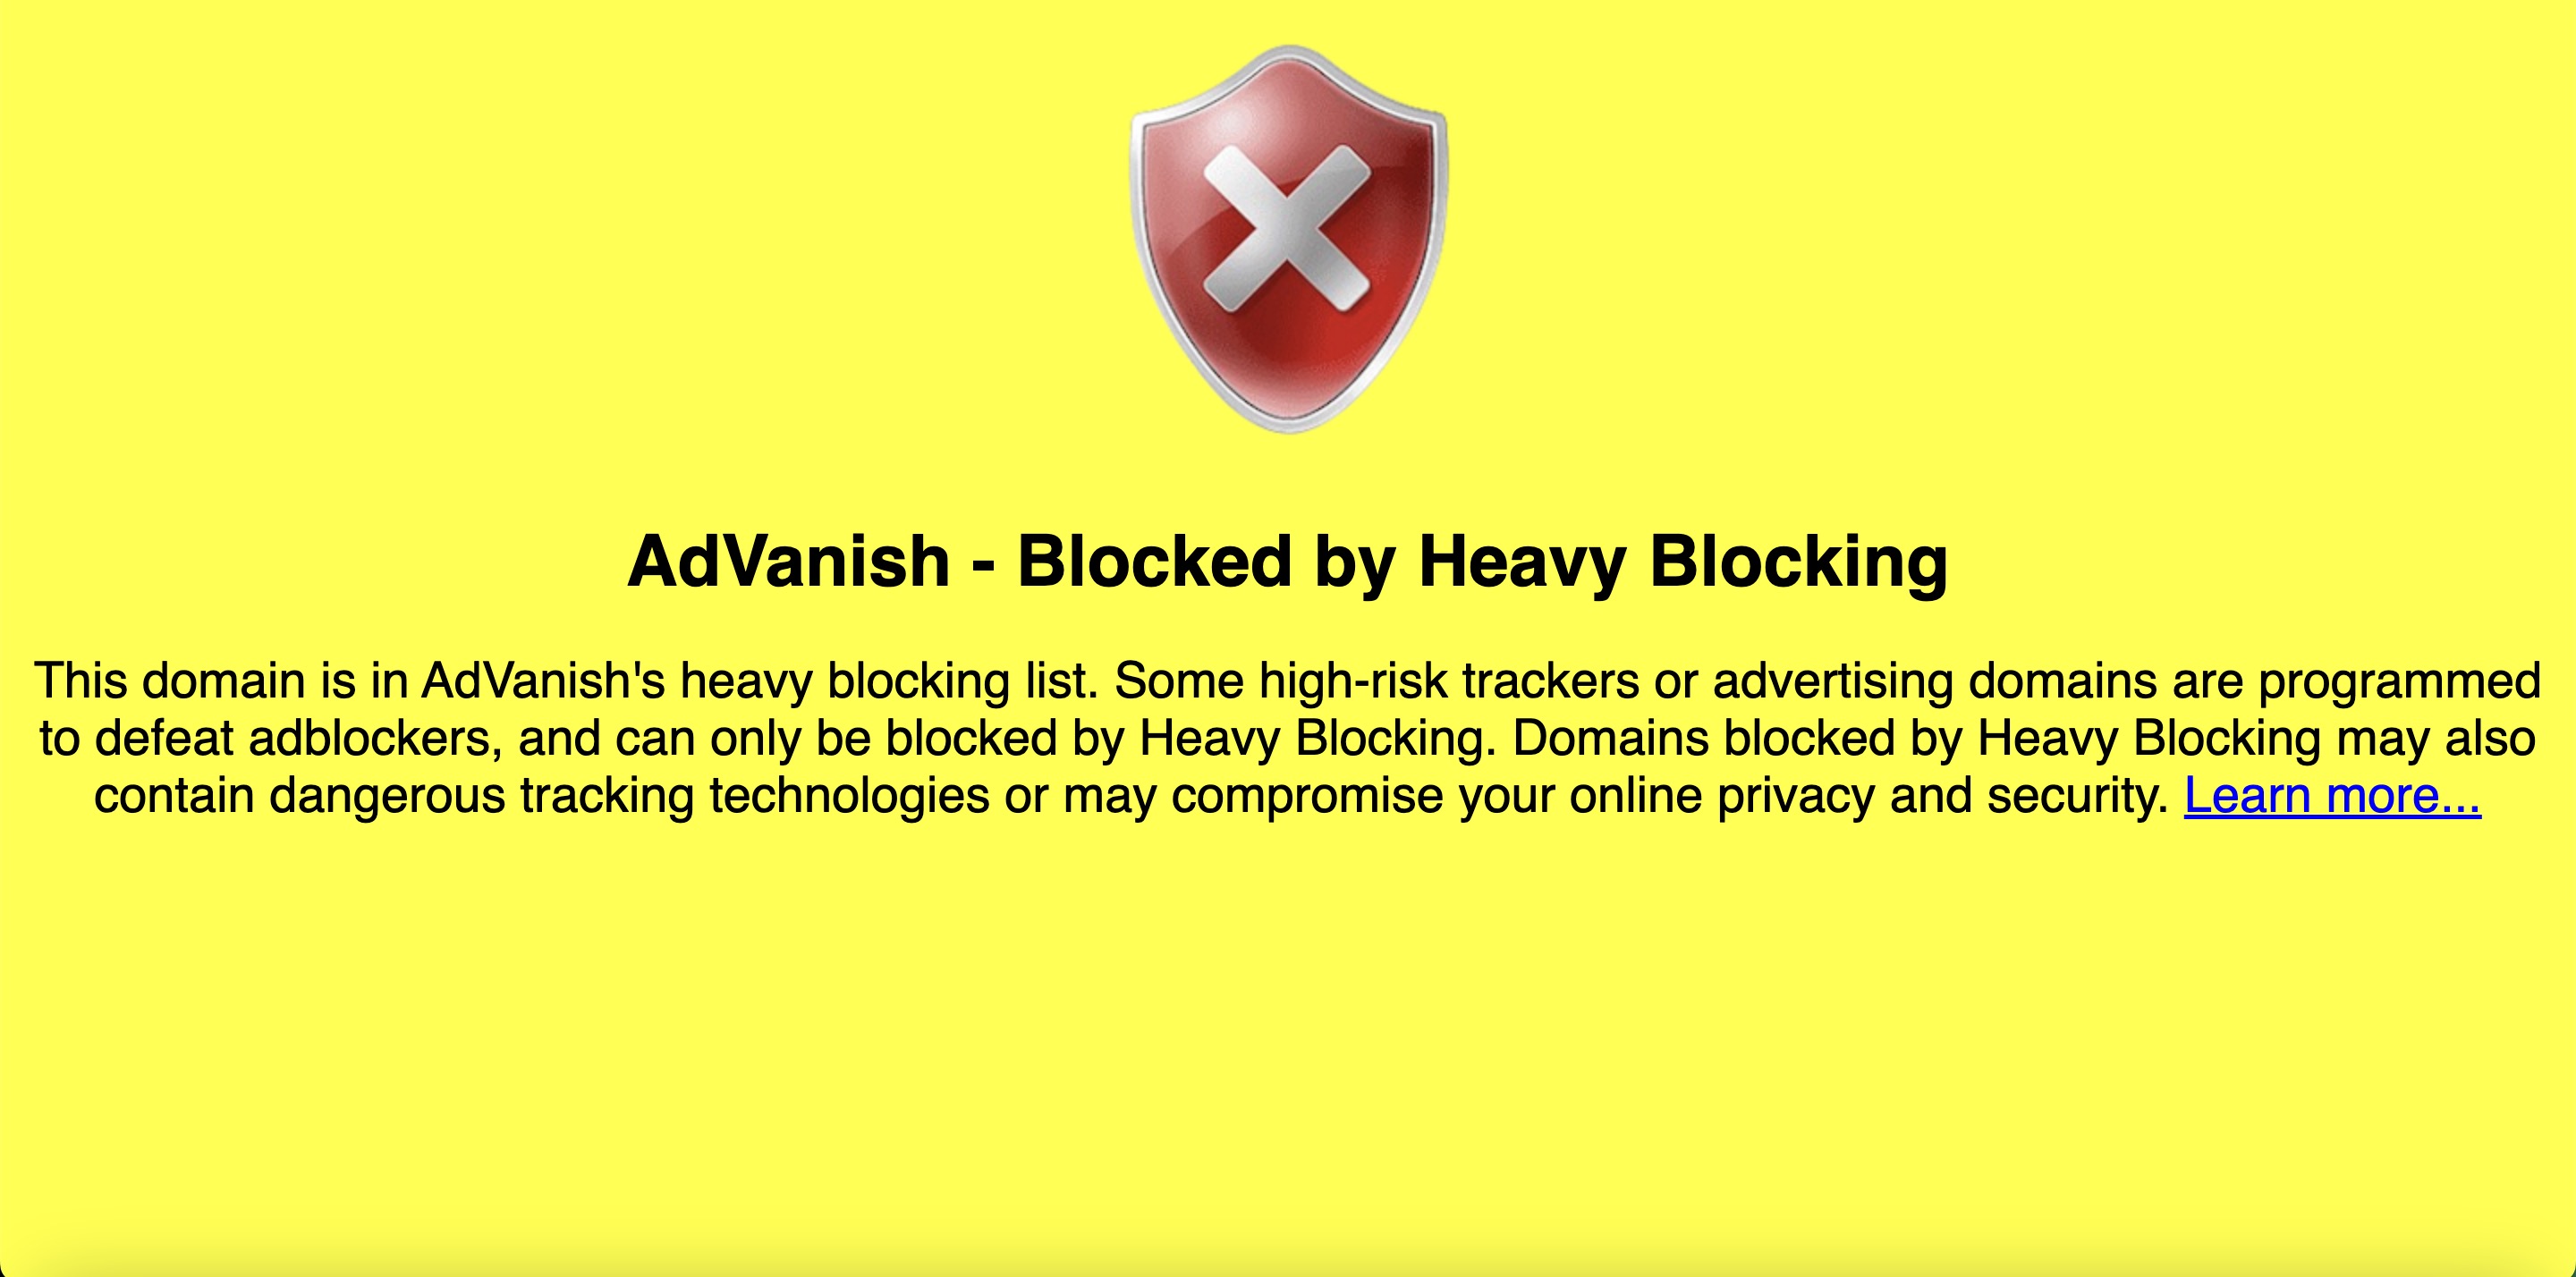 AdVanish - Blocked by Heavy Blocking
This domain is in AdVanish's heavy blocking list. Some high-risk trackers or advertising domains are programmed
to defeat adblockers, and can only be blocked by Heavy Blocking. Domains blocked by Heavy Blocking may also
contain dangerous tracking technologies or may compromise your online privacy and security. Learn more...